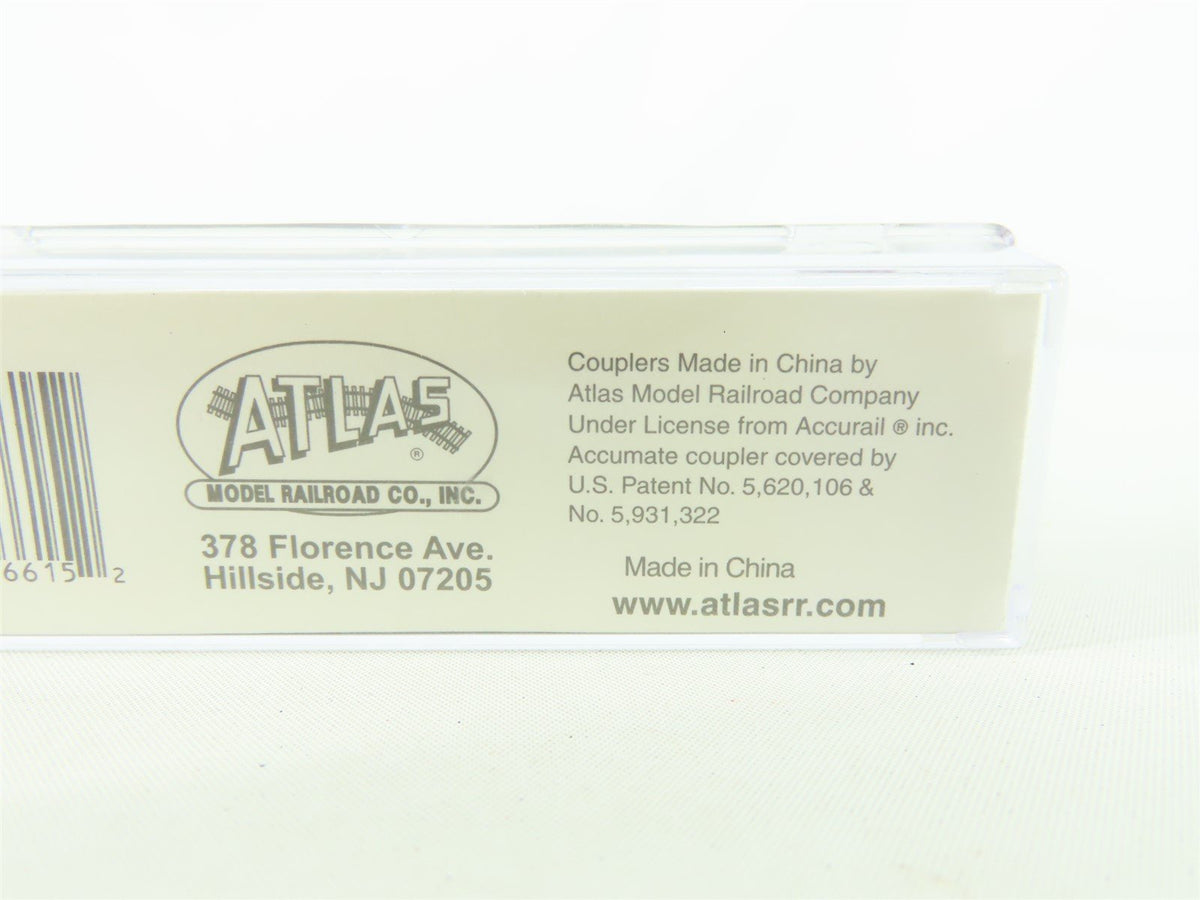 6615 2
ATLAS ®
MODEL RAILROAD CO., INC.
378 Florence Ave.
Hillside, NJ 07205
Couplers Made in China by
Atlas Model Railroad Company
Under License from Accurail ® inc.
Accumate coupler covered by
U.S. Patent No. 5,620,106 &
No. 5,931,322
Made in China
www.atlasrr.com